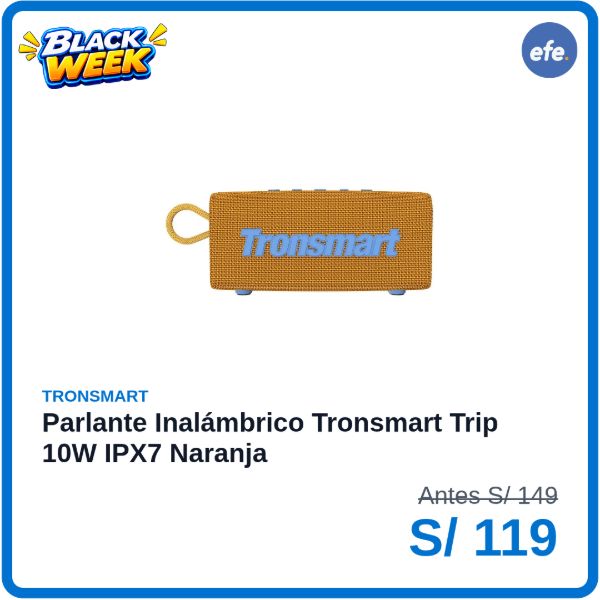 BLACK
WEEK
efe.
Tronsmart
TRONSMART
Parlante Inalámbrico Tronsmart Trip
10W IPX7 Naranja
Antes S/ 149
S/ 119